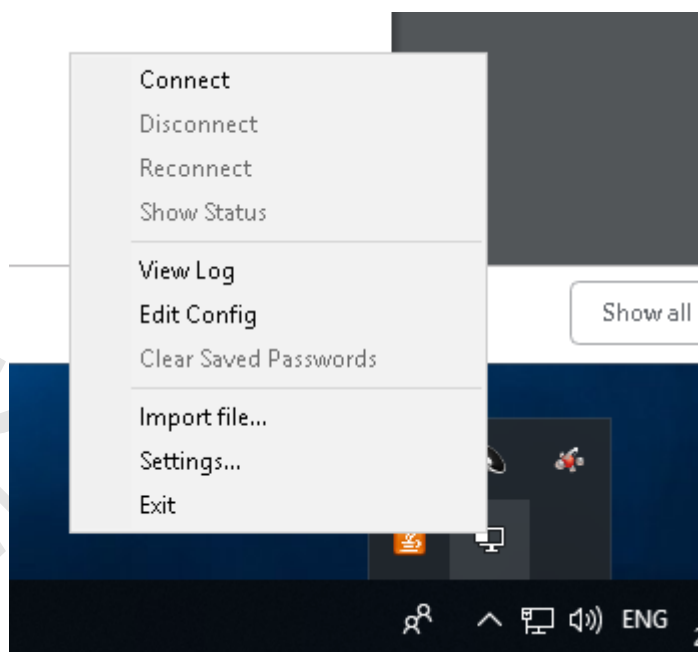 Connect
Disconnect
Reconnect
Show Status
View Log
Edit Config
Clear Saved Passwords
Import file...
Settings...
Exit
Show all
ENG